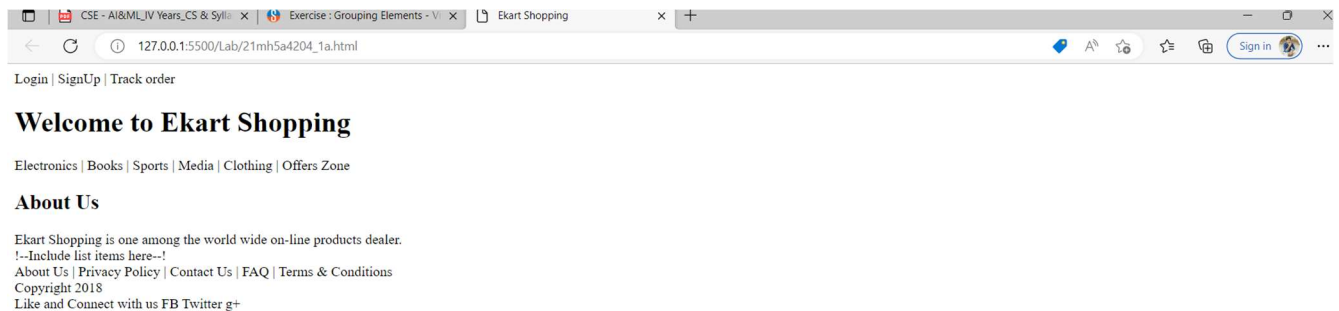 CSE - AI&ML_IV Years_CS & Sylla
Exercise : Grouping Elements - Vi
Ekart Shopping
127.0.0.1:5500/Lab/21mh5a4204_1a.html
Sign in
Login | SignUp | Track order
Welcome to Ekart Shopping
Electronics | Books | Sports | Media | Clothing | Offers Zone
About Us
Ekart Shopping is one among the world wide on-line products dealer.
!--Include list items here--!
About Us | Privacy Policy | Contact Us | FAQ | Terms & Conditions
Copyright 2018
Like and Connect with us FB Twitter g+